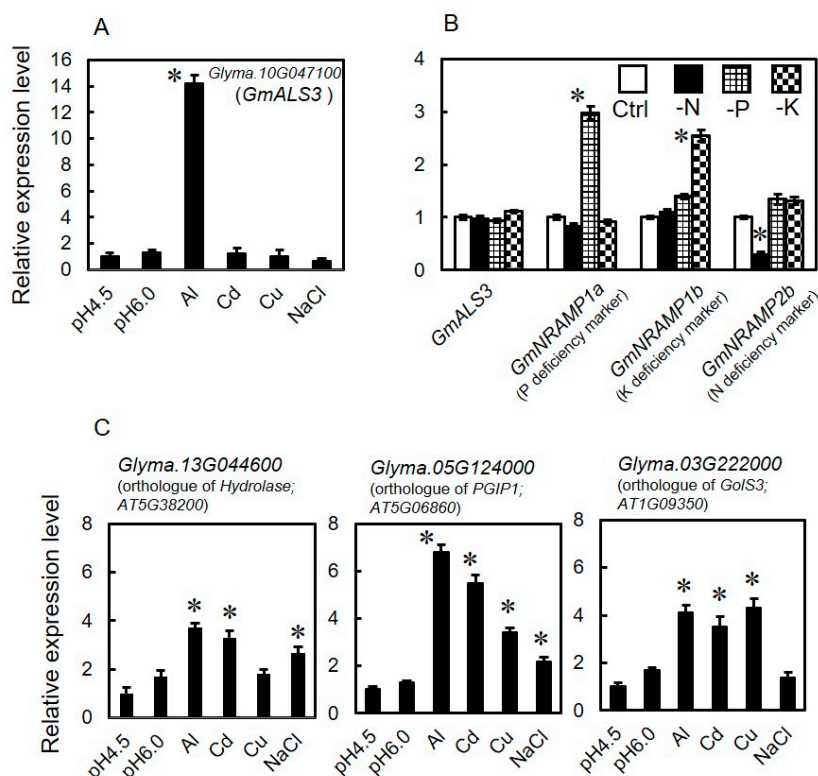 A
Relative expression level
16
14
12
10
8
6
4
2
0
Glyma.10G047100
(GmALS3 )
*
pH4.5
pH6.0
Al
Cd
Cu
NaCl
B
4
3
2
1
0
Ctrl
-N
-P
-K
*
*
*
GmALS3
GmNRAMP1a
(P deficiency marker)
GmNRAMP1b
(K deficiency marker)
GmNRAMP2b
(N deficiency marker)
C
Glyma.13G044600
(orthologue of Hydrolase;
AT5G38200)
Relative expression level
8
6
4
2
0
*
*
*
pH4.5
pH6.0
Al
Cd
Cu
NaCl
Glyma.05G124000
(orthologue of PGIP1;
AT5G06860)
8
6
4
2
0
*
*
*
*
pH4.5
pH6.0
Al
Cd
Cu
NaCl
Glyma.03G222000
(orthologue of GolS3;
AT1G09350)
8
6
4
2
0
*
*
*
pH4.5
pH6.0
Al
Cd
Cu
NaCl